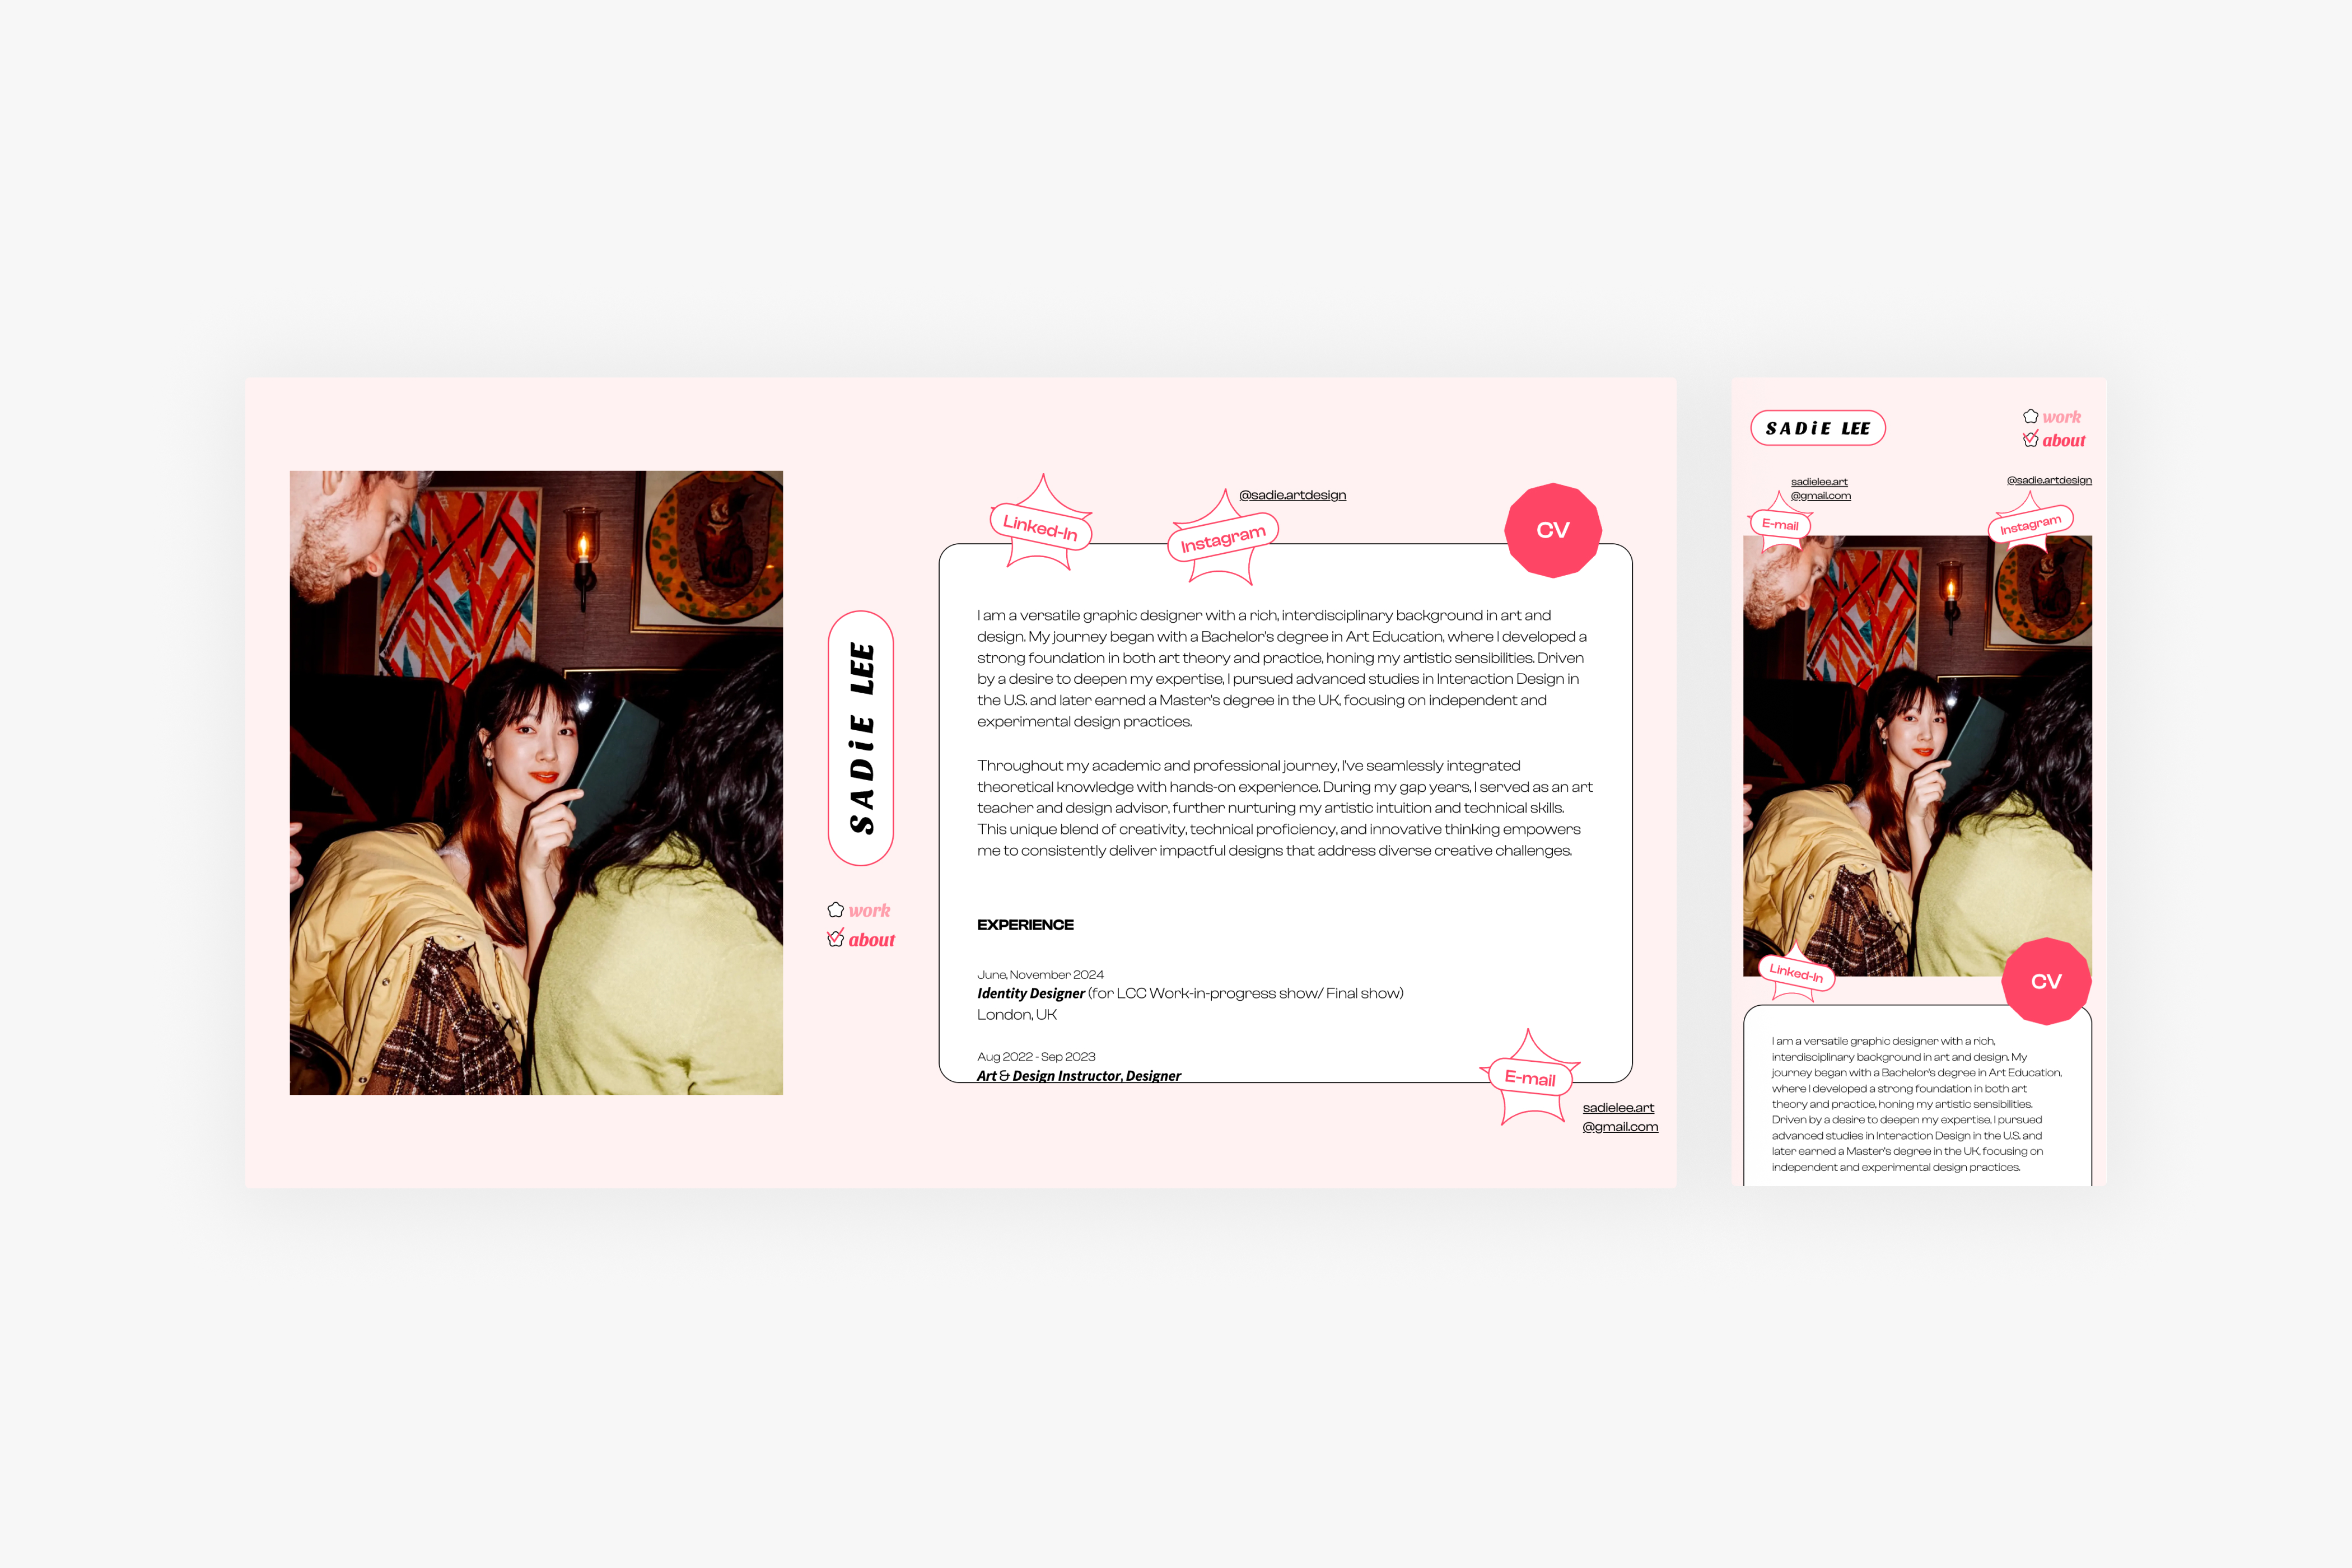 SADiE LEE
work
about
Linked-In
Instagram
@sadie.artdesign
CV
I am a versatile graphic designer with a rich, interdisciplinary background in art and
design. My journey began with a Bachelor's degree in Art Education, where I developed a
strong foundation in both art theory and practice, honing my artistic sensibilities. Driven
by a desire to deepen my expertise, I pursued advanced studies in Interaction Design in
the U.S. and later earned a Master's degree in the UK, focusing on independent and
experimental design practices.
Throughout my academic and professional journey, I've seamlessly integrated
theoretical knowledge with hands-on experience. During my gap years, I served as an art
teacher and design advisor, further nurturing my artistic intuition and technical skills.
This unique blend of creativity, technical proficiency, and innovative thinking empowers
me to consistently deliver impactful designs that address diverse creative challenges.
EXPERIENCE
June, November 2024
Identity Designer (for LCC Work-in-progress show/ Final show)
London, UK
Aug 2022 - Sep 2023
Art & Design Instructor, Designer
E-mail
sadielee.art
@gmail.com
SADiE LEE
work
about
sadielee.art
@gmail.com
E-mail
@sadie.artdesign
Instagram
Linked-In
CV
I am a versatile graphic designer with a rich,
interdisciplinary background in art and design. My
journey began with a Bachelor's degree in Art Education,
where I developed a strong foundation in both art
theory and practice, honing my artistic sensibilities.
Driven by a desire to deepen my expertise, I pursued
advanced studies in Interaction Design in the U.S. and
later earned a Master's degree in the UK, focusing on
independent and experimental design practices.